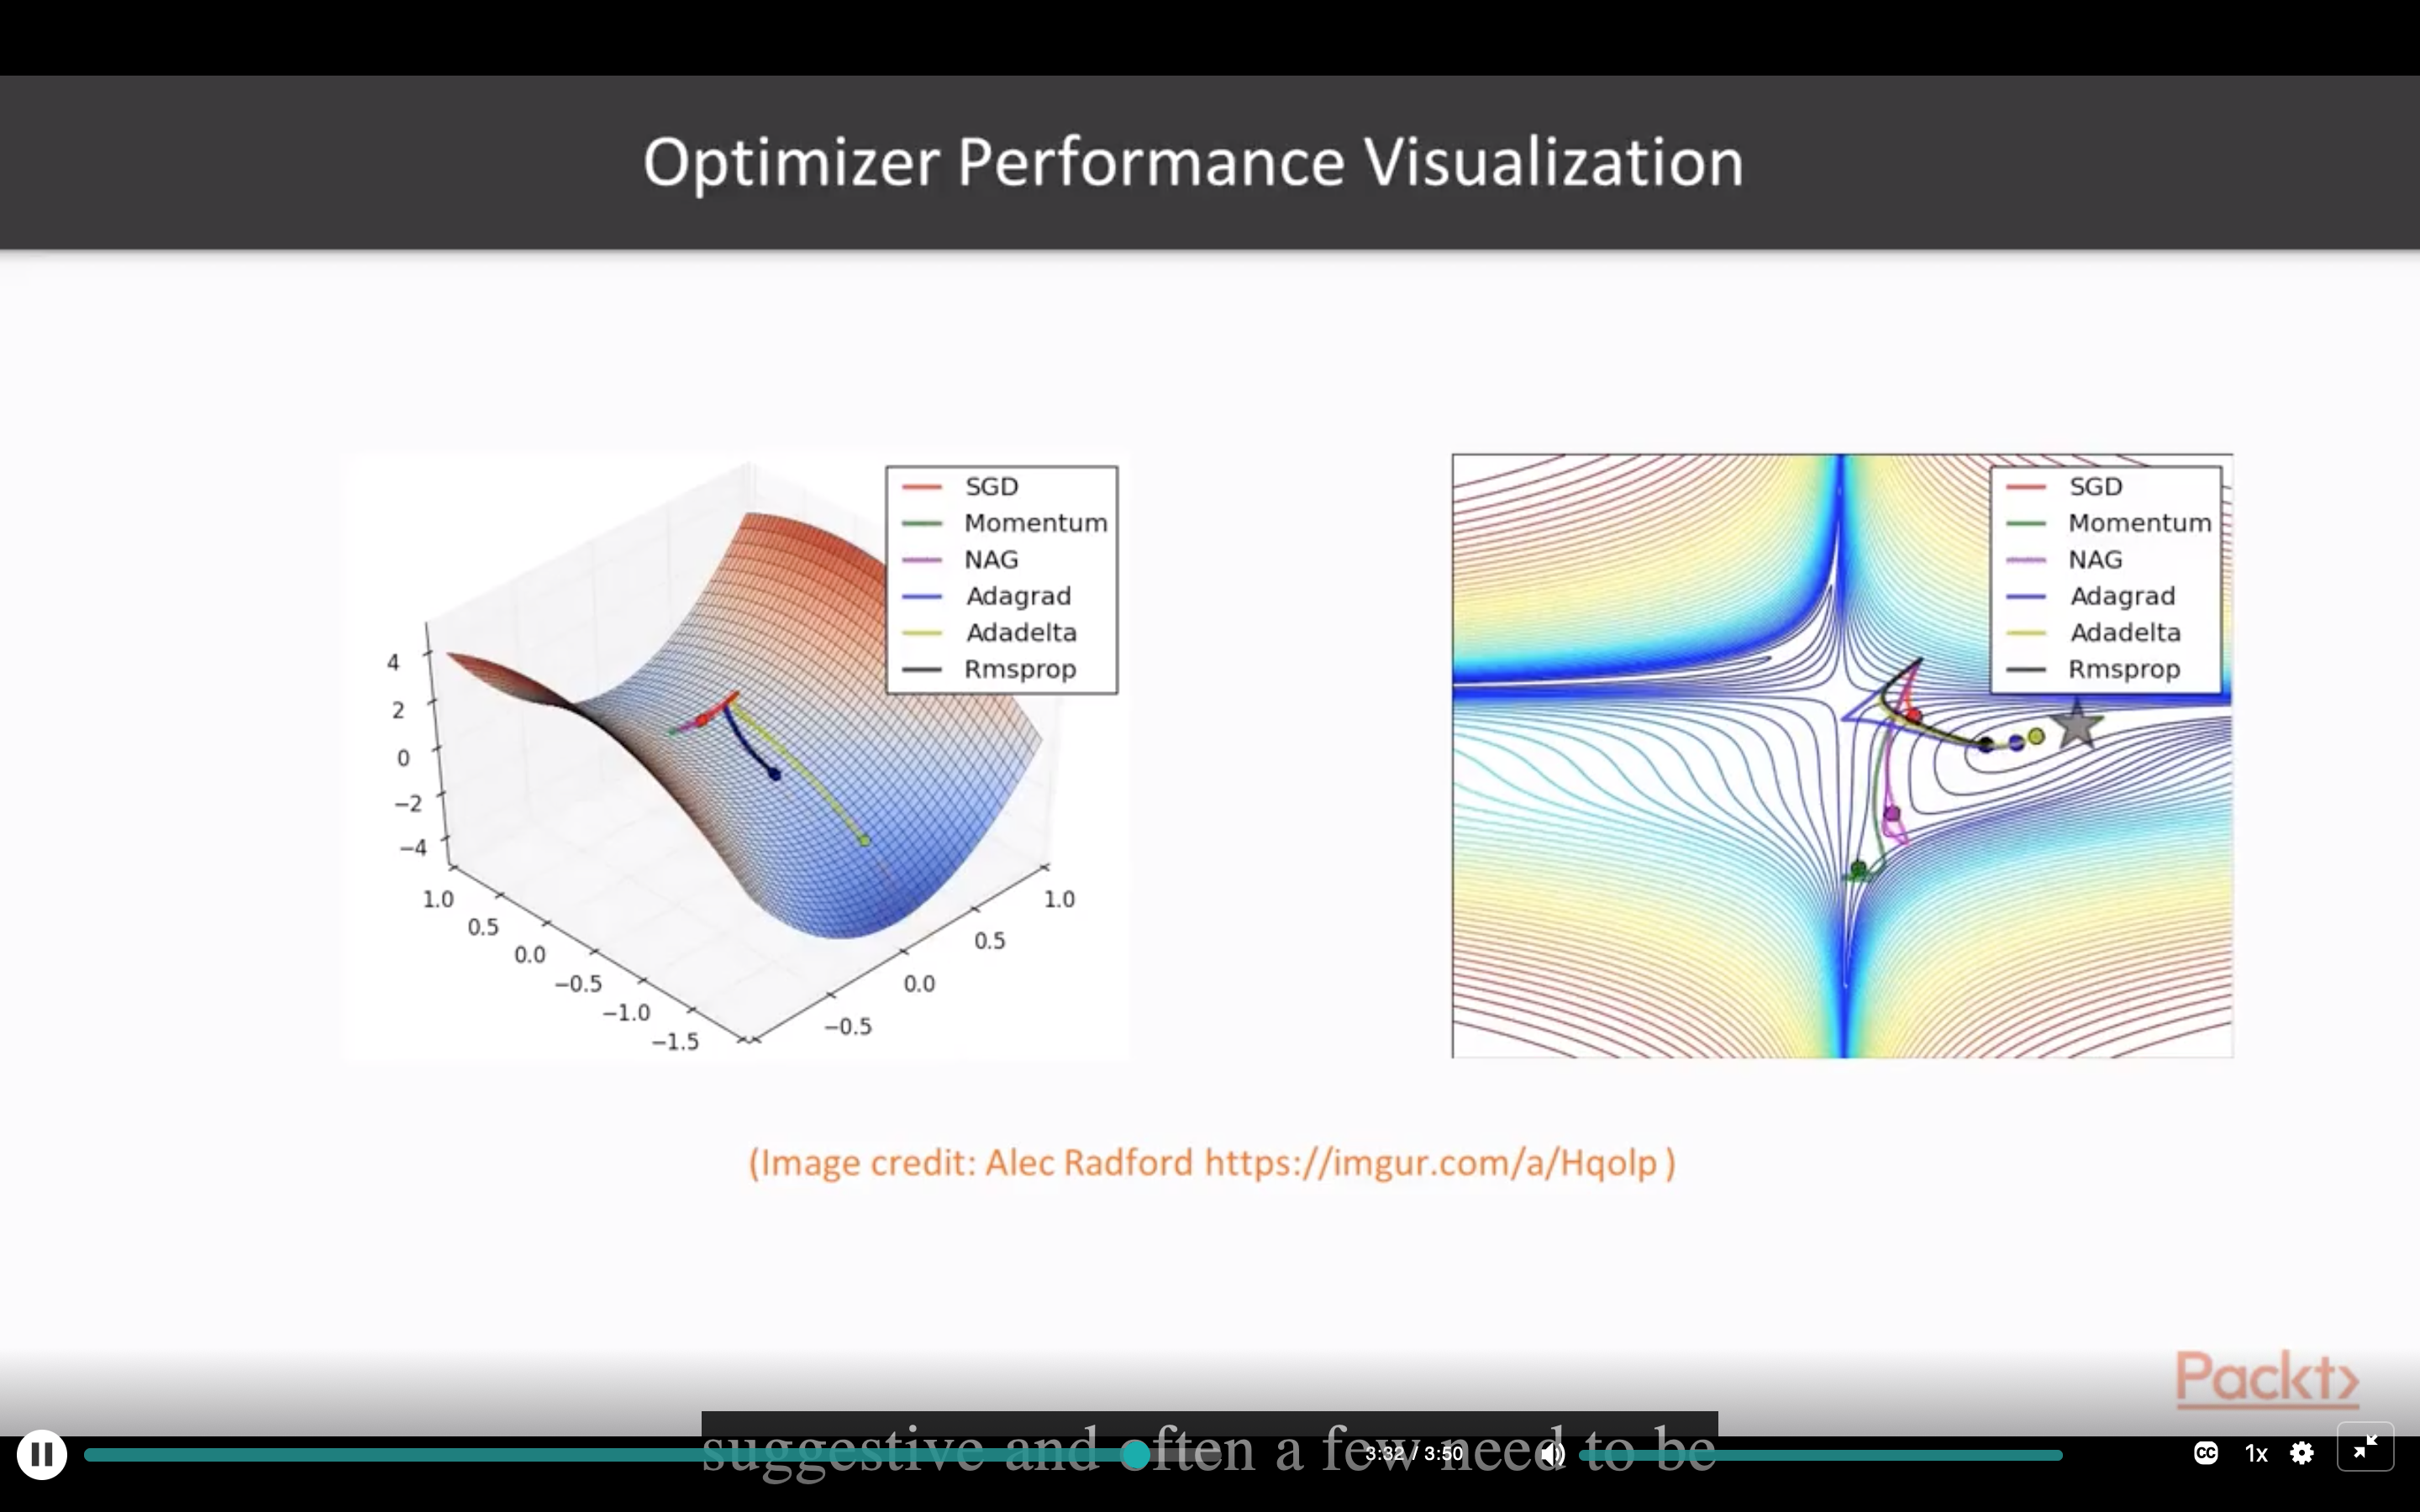 Optimizer Performance Visualization
SGD
Momentum
NAG
Adagrad
Adadelta
Rmsprop
4
2
0
−2
−4
1.0
0.5
0.0
−0.5
−1.0
−1.5
−0.5
0.0
0.5
1.0
SGD
Momentum
NAG
Adagrad
Adadelta
Rmsprop
(Image credit: Alec Radford https://imgur.com/a/Hqolp )
Packt>
suggestive and often a few need to be
3:32 / 3:50
CC
1x